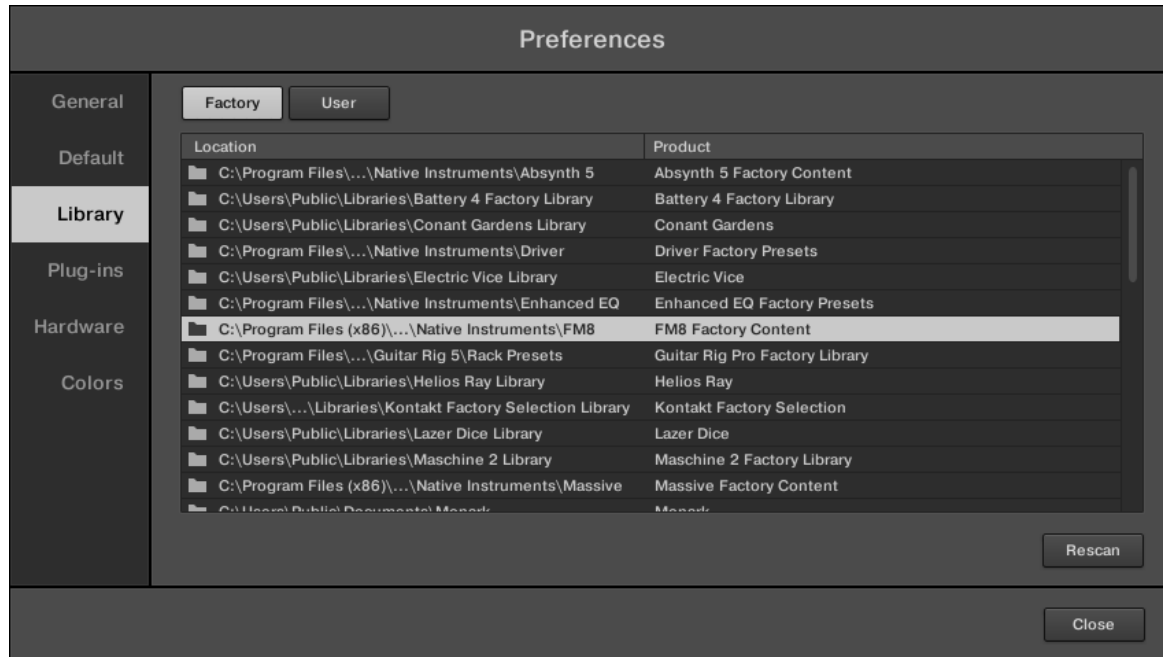 Preferences
General
Default
Library
Plug-ins
Hardware
Colors
Factory User
Location Product
C:\Program Files\...\Native Instruments\Absynth 5 Absynth 5 Factory Content
C:\Users\Public\Libraries\Battery 4 Factory Library Battery 4 Factory Library
C:\Users\Public\Libraries\Conant Gardens Library Conant Gardens
C:\Program Files\...\Native Instruments\Driver Driver Factory Presets
C:\Users\Public\Libraries\Electric Vice Library Electric Vice
C:\Program Files\...\Native Instruments\Enhanced EQ Enhanced EQ Factory Presets
C:\Program Files (x86)\...\Native Instruments\FM8 FM8 Factory Content
C:\Program Files\...\Guitar Rig 5\Rack Presets Guitar Rig Pro Factory Library
C:\Users\Public\Libraries\Helios Ray Library Helios Ray
C:\Users\...\Libraries\Kontakt Factory Selection Library Kontakt Factory Selection
C:\Users\Public\Libraries\Lazer Dice Library Lazer Dice
C:\Users\Public\Libraries\Maschine 2 Library Maschine 2 Factory Library
C:\Program Files (x86)\...\Native Instruments\Massive Massive Factory Content
C:\Users\Public\Documents\Monark Monark
Rescan
Close